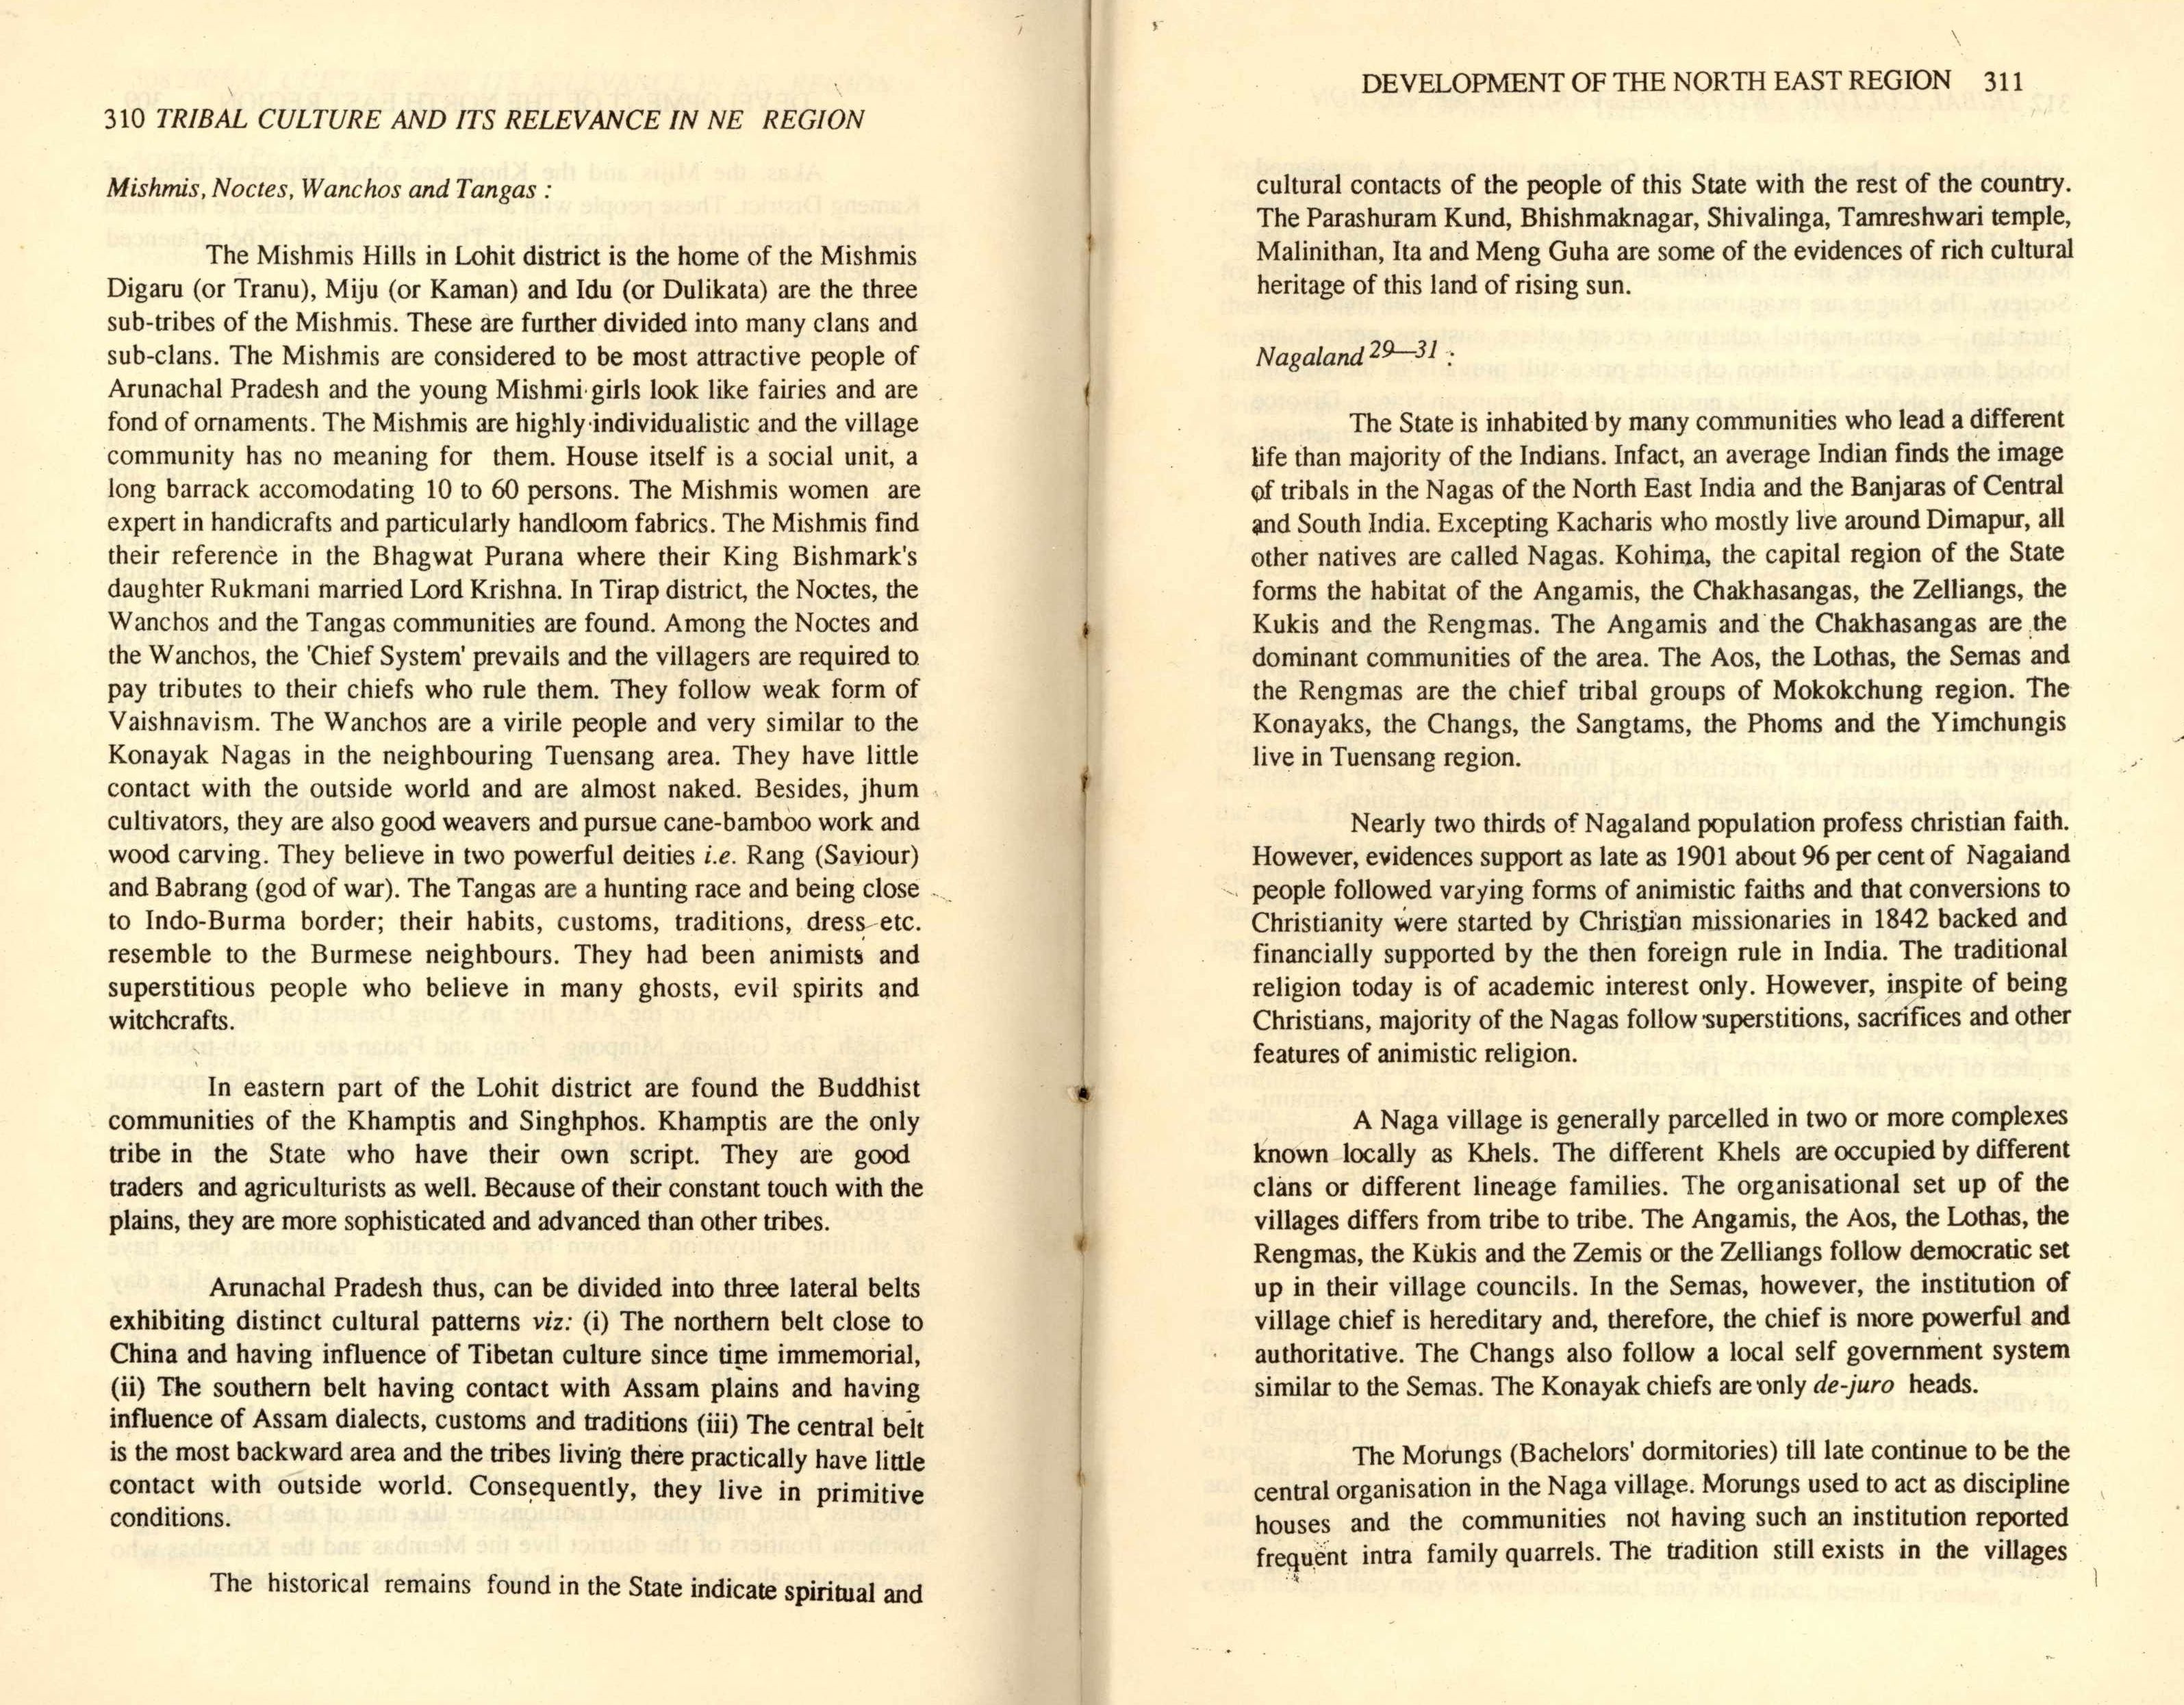 310 TRIBAL CULTURE AND ITS RELEVANCE IN NE REGION
Mishmis, Noctes, Wanchos and Tangas :
The Mishmis Hills in Lohit district is the home of the Mishmis
Digaru (or Tranu), Miju (or Kaman) and Idu (or Dulikata) are the three
sub-tribes of the Mishmis. These are further divided into many clans and
sub-clans. The Mishmis are considered to be most attractive people of
Arunachal Pradesh and the young Mishmi girls look like fairies and are
fond of ornaments. The Mishmis are highly individualistic and the village
community has no meaning for them. House itself is a social unit, a
long barrack accomodating 10 to 60 persons. The Mishmis women are
expert in handicrafts and particularly handloom fabrics. The Mishmis find
their reference in the Bhagwat Purana where their King Bishmark's
daughter Rukmani married Lord Krishna. In Tirap district, the Noctes, the
Wanchos and the Tangas communities are found. Among the Noctes and
the Wanchos, the 'Chief System' prevails and the villagers are required to
pay tributes to their chiefs who rule them. They follow weak form of
Vaishnavism. The Wanchos are a virile people and very similar to the
Konayak Nagas in the neighbouring Tuensang area. They have little
contact with the outside world and are almost naked. Besides, jhum
cultivators, they are also good weavers and pursue cane-bamboo work and
wood carving. They believe in two powerful deities i.e. Rang (Saviour)
and Babrang (god of war). The Tangas are a hunting race and being close
to Indo-Burma border; their habits, customs, traditions, dress etc.
resemble to the Burmese neighbours. They had been animists and
superstitious people who believe in many ghosts, evil spirits and
witchcrafts.
In eastern part of the Lohit district are found the Buddhist
communities of the Khamptis and Singhphos. Khamptis are the only
tribe in the State who have their own script. They are good
traders and agriculturists as well. Because of their constant touch with the
plains, they are more sophisticated and advanced than other tribes.
Arunachal Pradesh thus, can be divided into three lateral belts
exhibiting distinct cultural patterns viz: (i) The northern belt close to
China and having influence of Tibetan culture since time immemorial,
(ii) The southern belt having contact with Assam plains and having
influence of Assam dialects, customs and traditions (iii) The central belt
is the most backward area and the tribes living there practically have little
contact with outside world. Consequently, they live in primitive
conditions.
The historical remains found in the State indicate spiritual and
DEVELOPMENT OF THE NORTH EAST REGION 311
cultural contacts of the people of this State with the rest of the country.
The Parashuram Kund, Bhishmaknagar, Shivalinga, Tamreshwari temple,
Malinithan, Ita and Meng Guha are some of the evidences of rich cultural
heritage of this land of rising sun.
Nagaland 29—31 :
The State is inhabited by many communities who lead a different
life than majority of the Indians. Infact, an average Indian finds the image
of tribals in the Nagas of the North East India and the Banjaras of Central
and South India. Excepting Kacharis who mostly live around Dimapur, all
other natives are called Nagas. Kohima, the capital region of the State
forms the habitat of the Angamis, the Chakhasangas, the Zelliangs, the
Kukis and the Rengmas. The Angamis and the Chakhasangas are the
dominant communities of the area. The Aos, the Lothas, the Semas and
the Rengmas are the chief tribal groups of Mokokchung region. The
Konayaks, the Changs, the Sangtams, the Phoms and the Yimchungis
live in Tuensang region.
Nearly two thirds of Nagaland population profess christian faith.
However, evidences support as late as 1901 about 96 per cent of Nagaiand
people followed varying forms of animistic faiths and that conversions to
Christianity were started by Christian missionaries in 1842 backed and
financially supported by the then foreign rule in India. The traditional
religion today is of academic interest only. However, inspite of being
Christians, majority of the Nagas follow superstitions, sacrifices and other
features of animistic religion.
A Naga village is generally parcelled in two or more complexes
known locally as Khels. The different Khels are occupied by different
clans or different lineage families. The organisational set up of the
villages differs from tribe to tribe. The Angamis, the Aos, the Lothas, the
Rengmas, the Kukis and the Zemis or the Zelliangs follow democratic set
up in their village councils. In the Semas, however, the institution of
village chief is hereditary and, therefore, the chief is more powerful and
authoritative. The Changs also follow a local self government system
similar to the Semas. The Konayak chiefs are only de-juro heads.
The Morungs (Bachelors' dormitories) till late continue to be the
central organisation in the Naga village. Morungs used to act as discipline
houses and the communities not having such an institution reported
frequent intra family quarrels. The tradition still exists in the villages